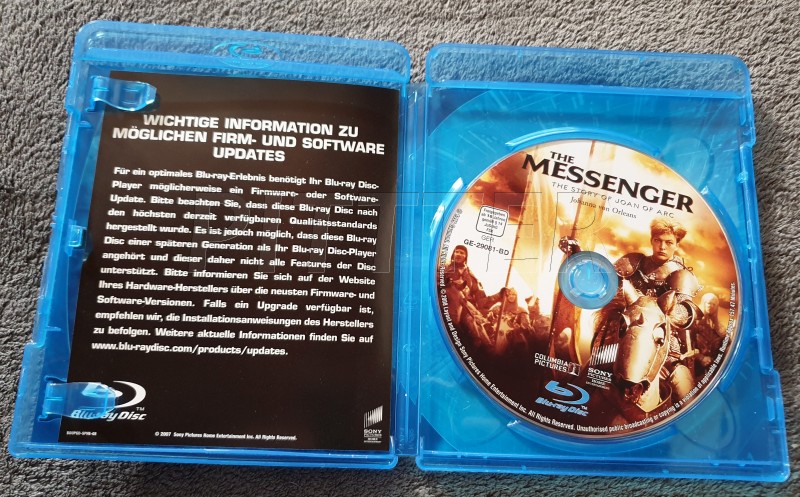 WICHTIGE INFORMATION ZU
MÖGLICHEN FIRM- UND SOFTWARE
UPDATES
Für ein optimales Blu-ray-Erlebnis benötigt Ihr Blu-ray Disc-
Player möglicherweise ein Firmware- oder Software-
Update. Bitte beachten Sie, dass diese Blu-ray Disc nach
den höchsten derzeit verfügbaren Qualitätsstandards
hergestellt wurde. Es ist jedoch möglich, dass diese Blu-ray
Disc einer späteren Generation als Ihr Blu-ray Disc-Player
angehört und dieser daher nicht alle Features der Disc
unterstützt. Bitte informieren Sie sich auf der Website
Ihres Hardware-Herstellers über die neusten Firmware- und
Software-Versionen. Falls ein Upgrade verfügbar ist,
empfehlen wir, die Installationsanweisungen des Herstellers
zu befolgen. Weitere aktuelle Informationen finden Sie auf
www.blu-raydisc.com/products/updates.
Blu-ray Disc
TM
SONY
PICTURES
© 2007 Sony Pictures Home Entertainment Inc. All Rights Reserved.
THE
MESSENGER
THE STORY OF JOAN OF ARC
Johanna von Orleans
GER
GE-29081-BD
COLUMBIA
PICTURES
SONY
PICTURES
Blu-ray Disc